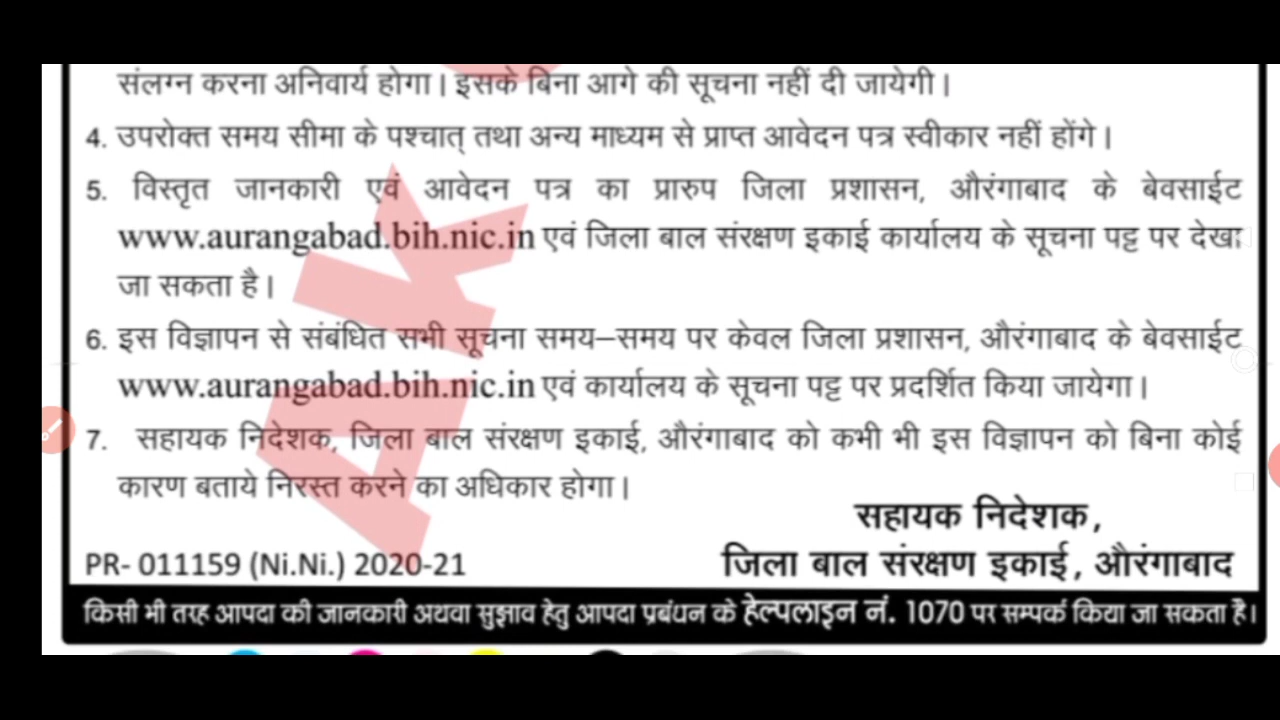 संलग्न करना अनिवार्य होगा। इसके बिना आगे की सूचना नहीं दी जायेगी।
4. उपरोक्त समय सीमा के पश्चात् तथा अन्य माध्यम से प्राप्त आवेदन पत्र स्वीकार नहीं होंगे।
5. विस्तृत जानकारी एवं आवेदन पत्र का प्रारुप जिला प्रशासन, औरंगाबाद के बेवसाईट
www.aurangabad.bih.nic.in एवं जिला बाल संरक्षण इकाई कार्यालय के सूचना पट्ट पर देखा
जा सकता है।
6. इस विज्ञापन से संबंधित सभी सूचना समय–समय पर केवल जिला प्रशासन, औरंगाबाद के बेवसाईट
www.aurangabad.bih.nic.in एवं कार्यालय के सूचना पट्ट पर प्रदर्शित किया जायेगा।
7. सहायक निदेशक, जिला बाल संरक्षण इकाई, औरंगाबाद को कभी भी इस विज्ञापन को बिना कोई
कारण बताये निरस्त करने का अधिकार होगा।
सहायक निदेशक,
PR- 011159 (Ni.Ni.) 2020-21 जिला बाल संरक्षण इकाई, औरंगाबाद
किसी भी तरह आपदा की जानकारी अथवा सुझाव हेतु आपदा प्रबंधन के हेल्पलाइन नं. 1070 पर सम्पर्क किया जा सकता है।
AK